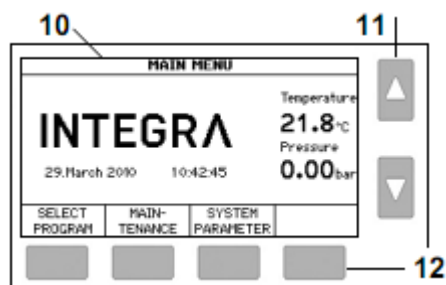 10
11
MAIN MENU
Temperature
21.8°C
Pressure
0.00bar
INTEGRA
29.March 2010 10:42:45
SELECT PROGRAM
MAIN-TENANCE
SYSTEM PARAMETER
12